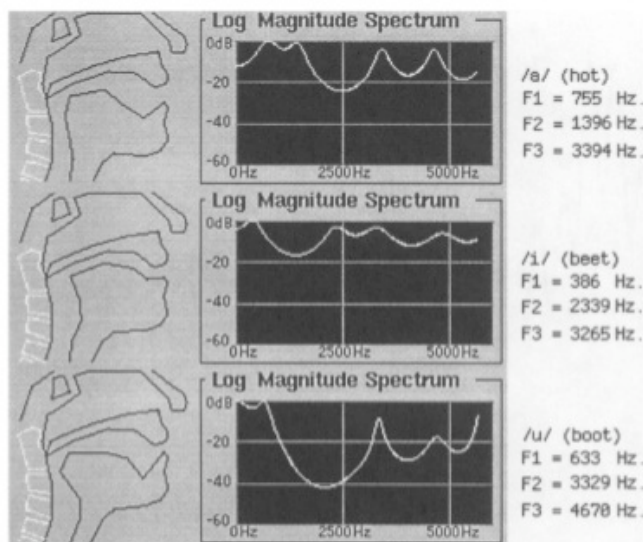 Log Magnitude Spectrum
0dB
-20
-40
-60
0Hz 2500Hz 5000Hz
/a/ (hot)
F1 = 755 Hz.
F2 = 1396 Hz.
F3 = 3394 Hz.
Log Magnitude Spectrum
0dB
-20
-40
-60
0Hz 2500Hz 5000Hz
/i/ (beet)
F1 = 386 Hz.
F2 = 2339 Hz.
F3 = 3265 Hz.
Log Magnitude Spectrum
0dB
-20
-40
-60
0Hz 2500Hz 5000Hz
/u/ (boot)
F1 = 633 Hz.
F2 = 3329 Hz.
F3 = 4670 Hz.